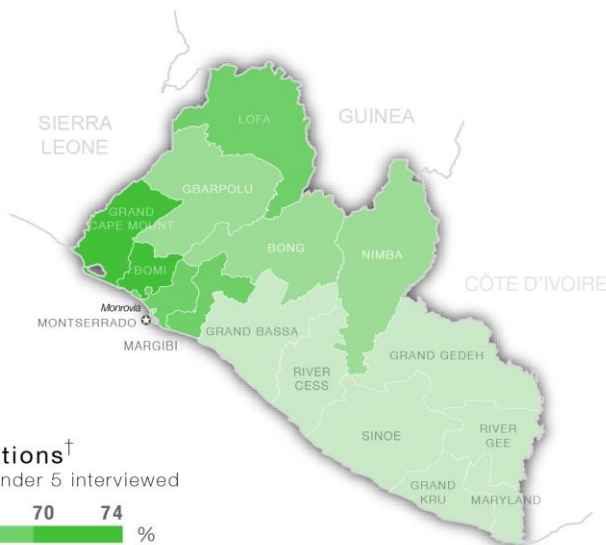 SIERRA
LEONE
GUINEA
LOFA
GBARPOLU
GRAND
CAPE MOUNT
BOMI
BONG
NIMBA
CÔTE D'IVOIRE
Monrovia
MONTSERRADO
MARGIBI
GRAND BASSA
RIVER
CESS
GRAND GEDEH
SINOE
RIVER
GEE
GRAND
KRU
MARYLAND
tions†
nder 5 interviewed
70 74
%